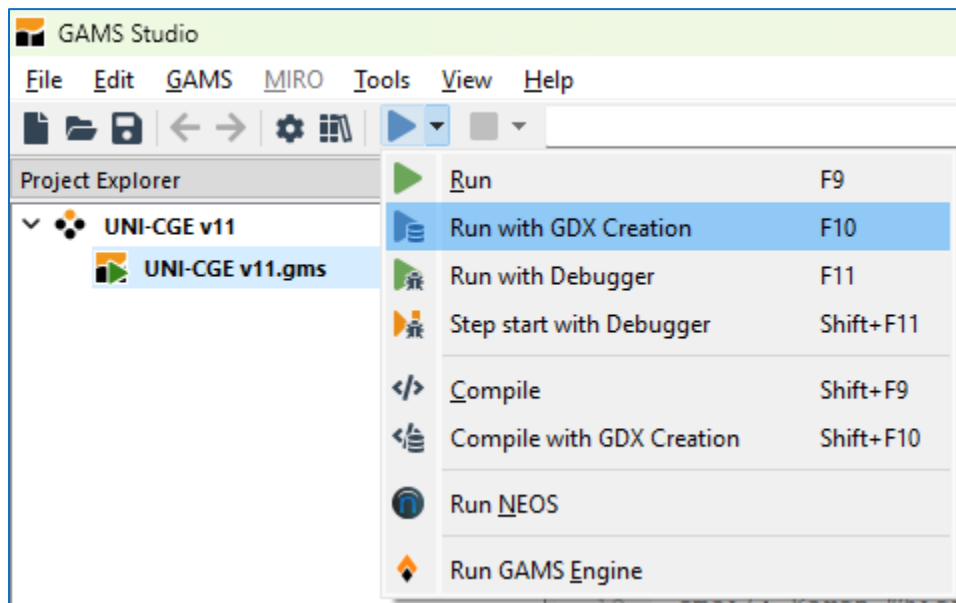 GAMS Studio
File Edit GAMS MIRO Tools View Help
Project Explorer
UNI-CGE v11
UNI-CGE v11.gms
Run F9
Run with GDX Creation F10
Run with Debugger F11
Step start with Debugger Shift+F11
Compile Shift+F9
Compile with GDX Creation Shift+F10
Run NEOS
Run GAMS Engine